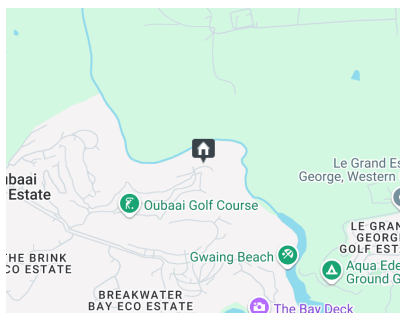 Le Grand Es
George, Western
ubaai
Estate
Oubaai Golf Course
LE GRAN
GEORG
GOLF EST
Gwaing Beach
THE BRINK
CO ESTATE
Aqua Ede
Ground G
BREAKWATER
BAY ECO ESTATE
The Bay Deck